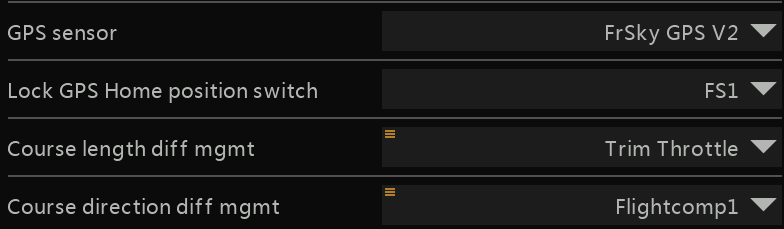 GPS sensor FrSky GPS V2
Lock GPS Home position switch FS1
Course length diff mgmt Trim Throttle
Course direction diff mgmt Flightcomp1